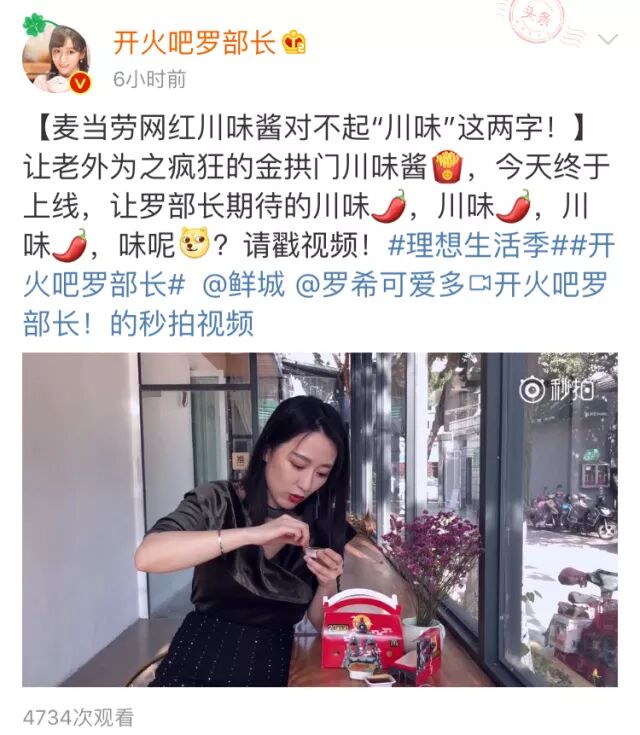 头条
开火吧罗部长
6小时前
【麦当劳网红川味酱对不起“川味”这两字！】
让老外为之疯狂的金拱门川味酱，今天终于
上线，让罗部长期待的川味，川味，川
味，味呢？请戳视频！#理想生活季##开
火吧罗部长# @鲜城 @罗希可爱多开火吧罗
部长！的秒拍视频
秒拍
4734次观看